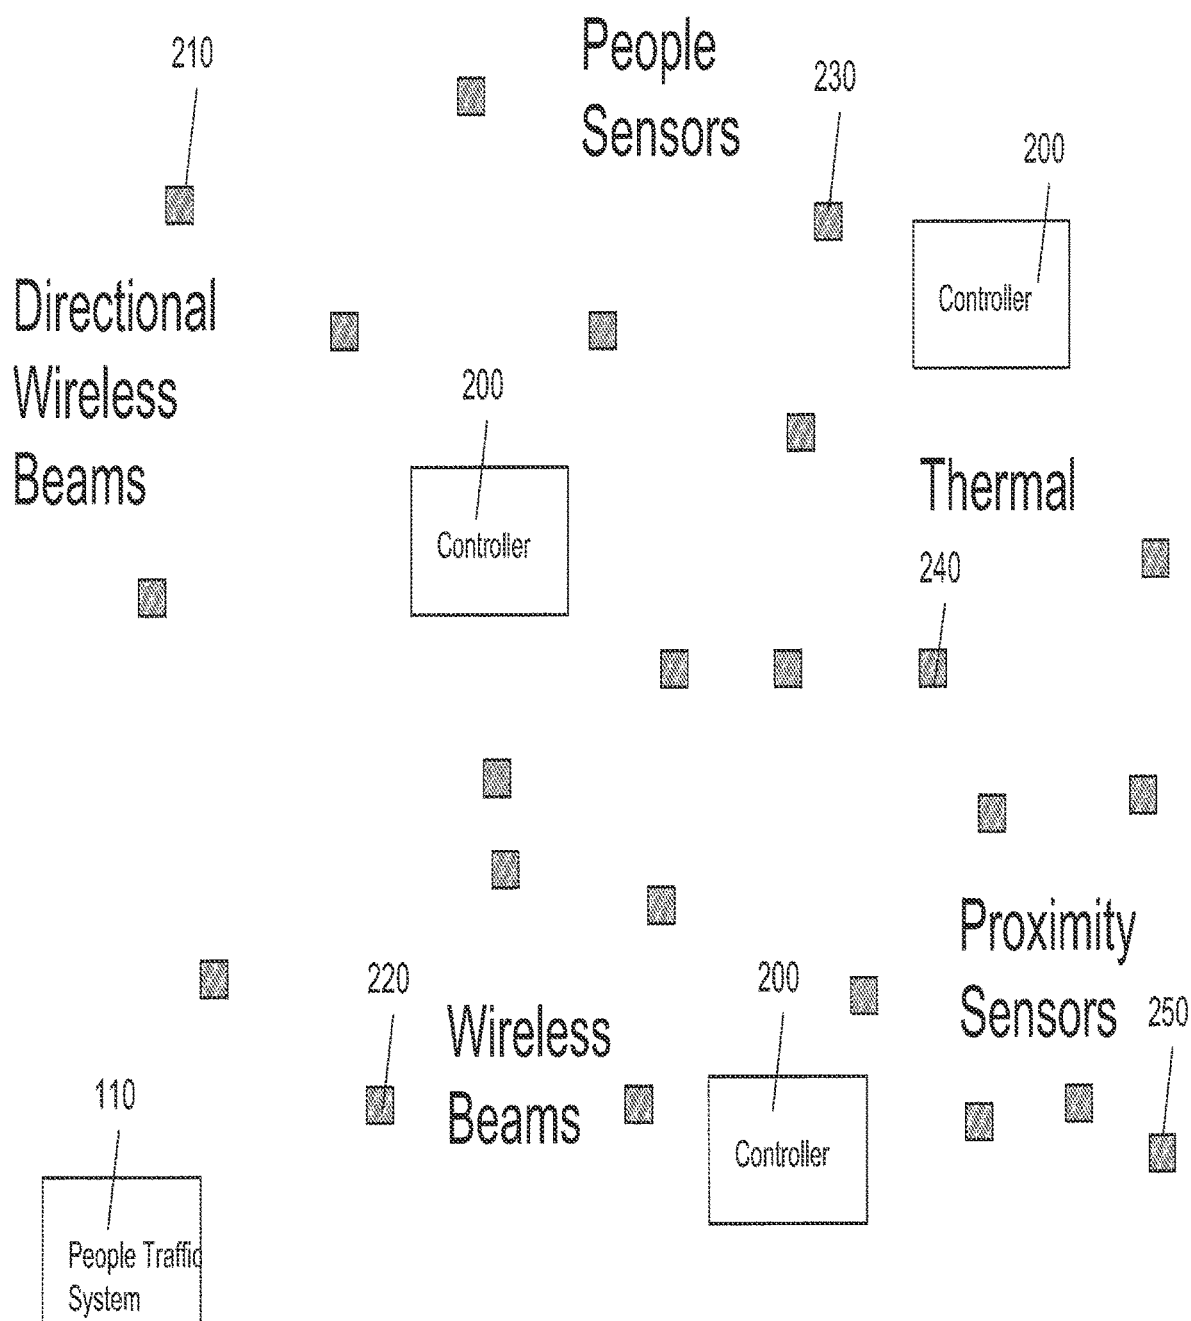 210
People
Sensors
230
200
Directional
Wireless
Beams
Controller
200
Controller
Thermal
240
220
Wireless
Beams
200
Controller
Proximity
Sensors
250
110
People Traffic
System